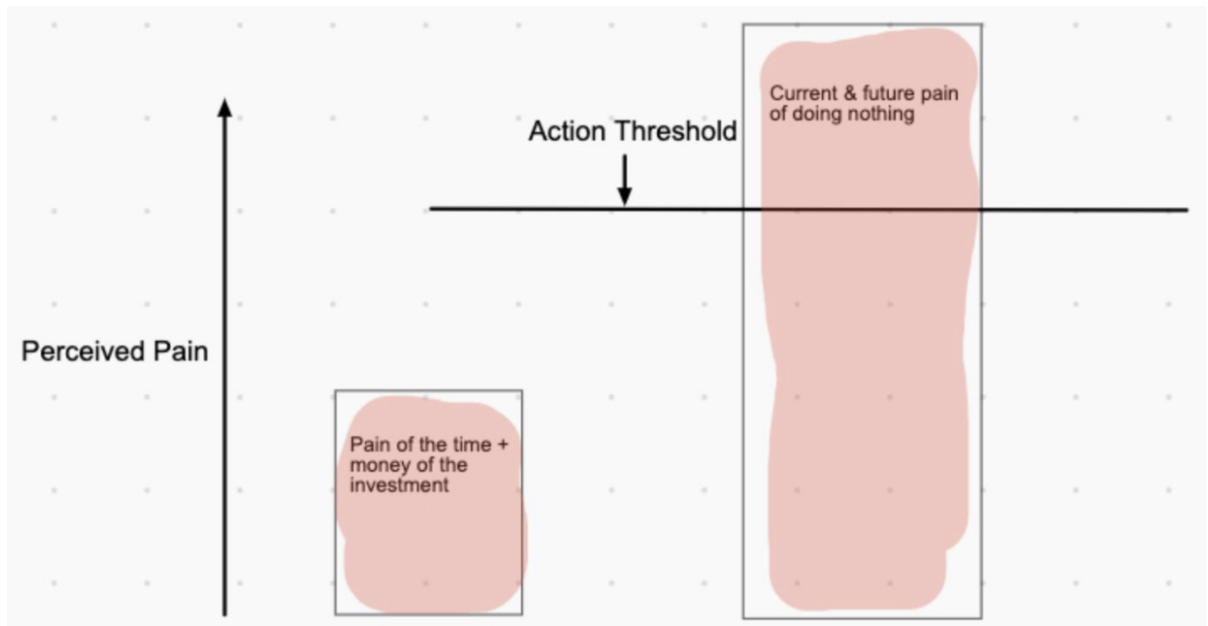 Current & future pain
of doing nothing
Action Threshold
Perceived Pain
Pain of the time +
money of the
investment